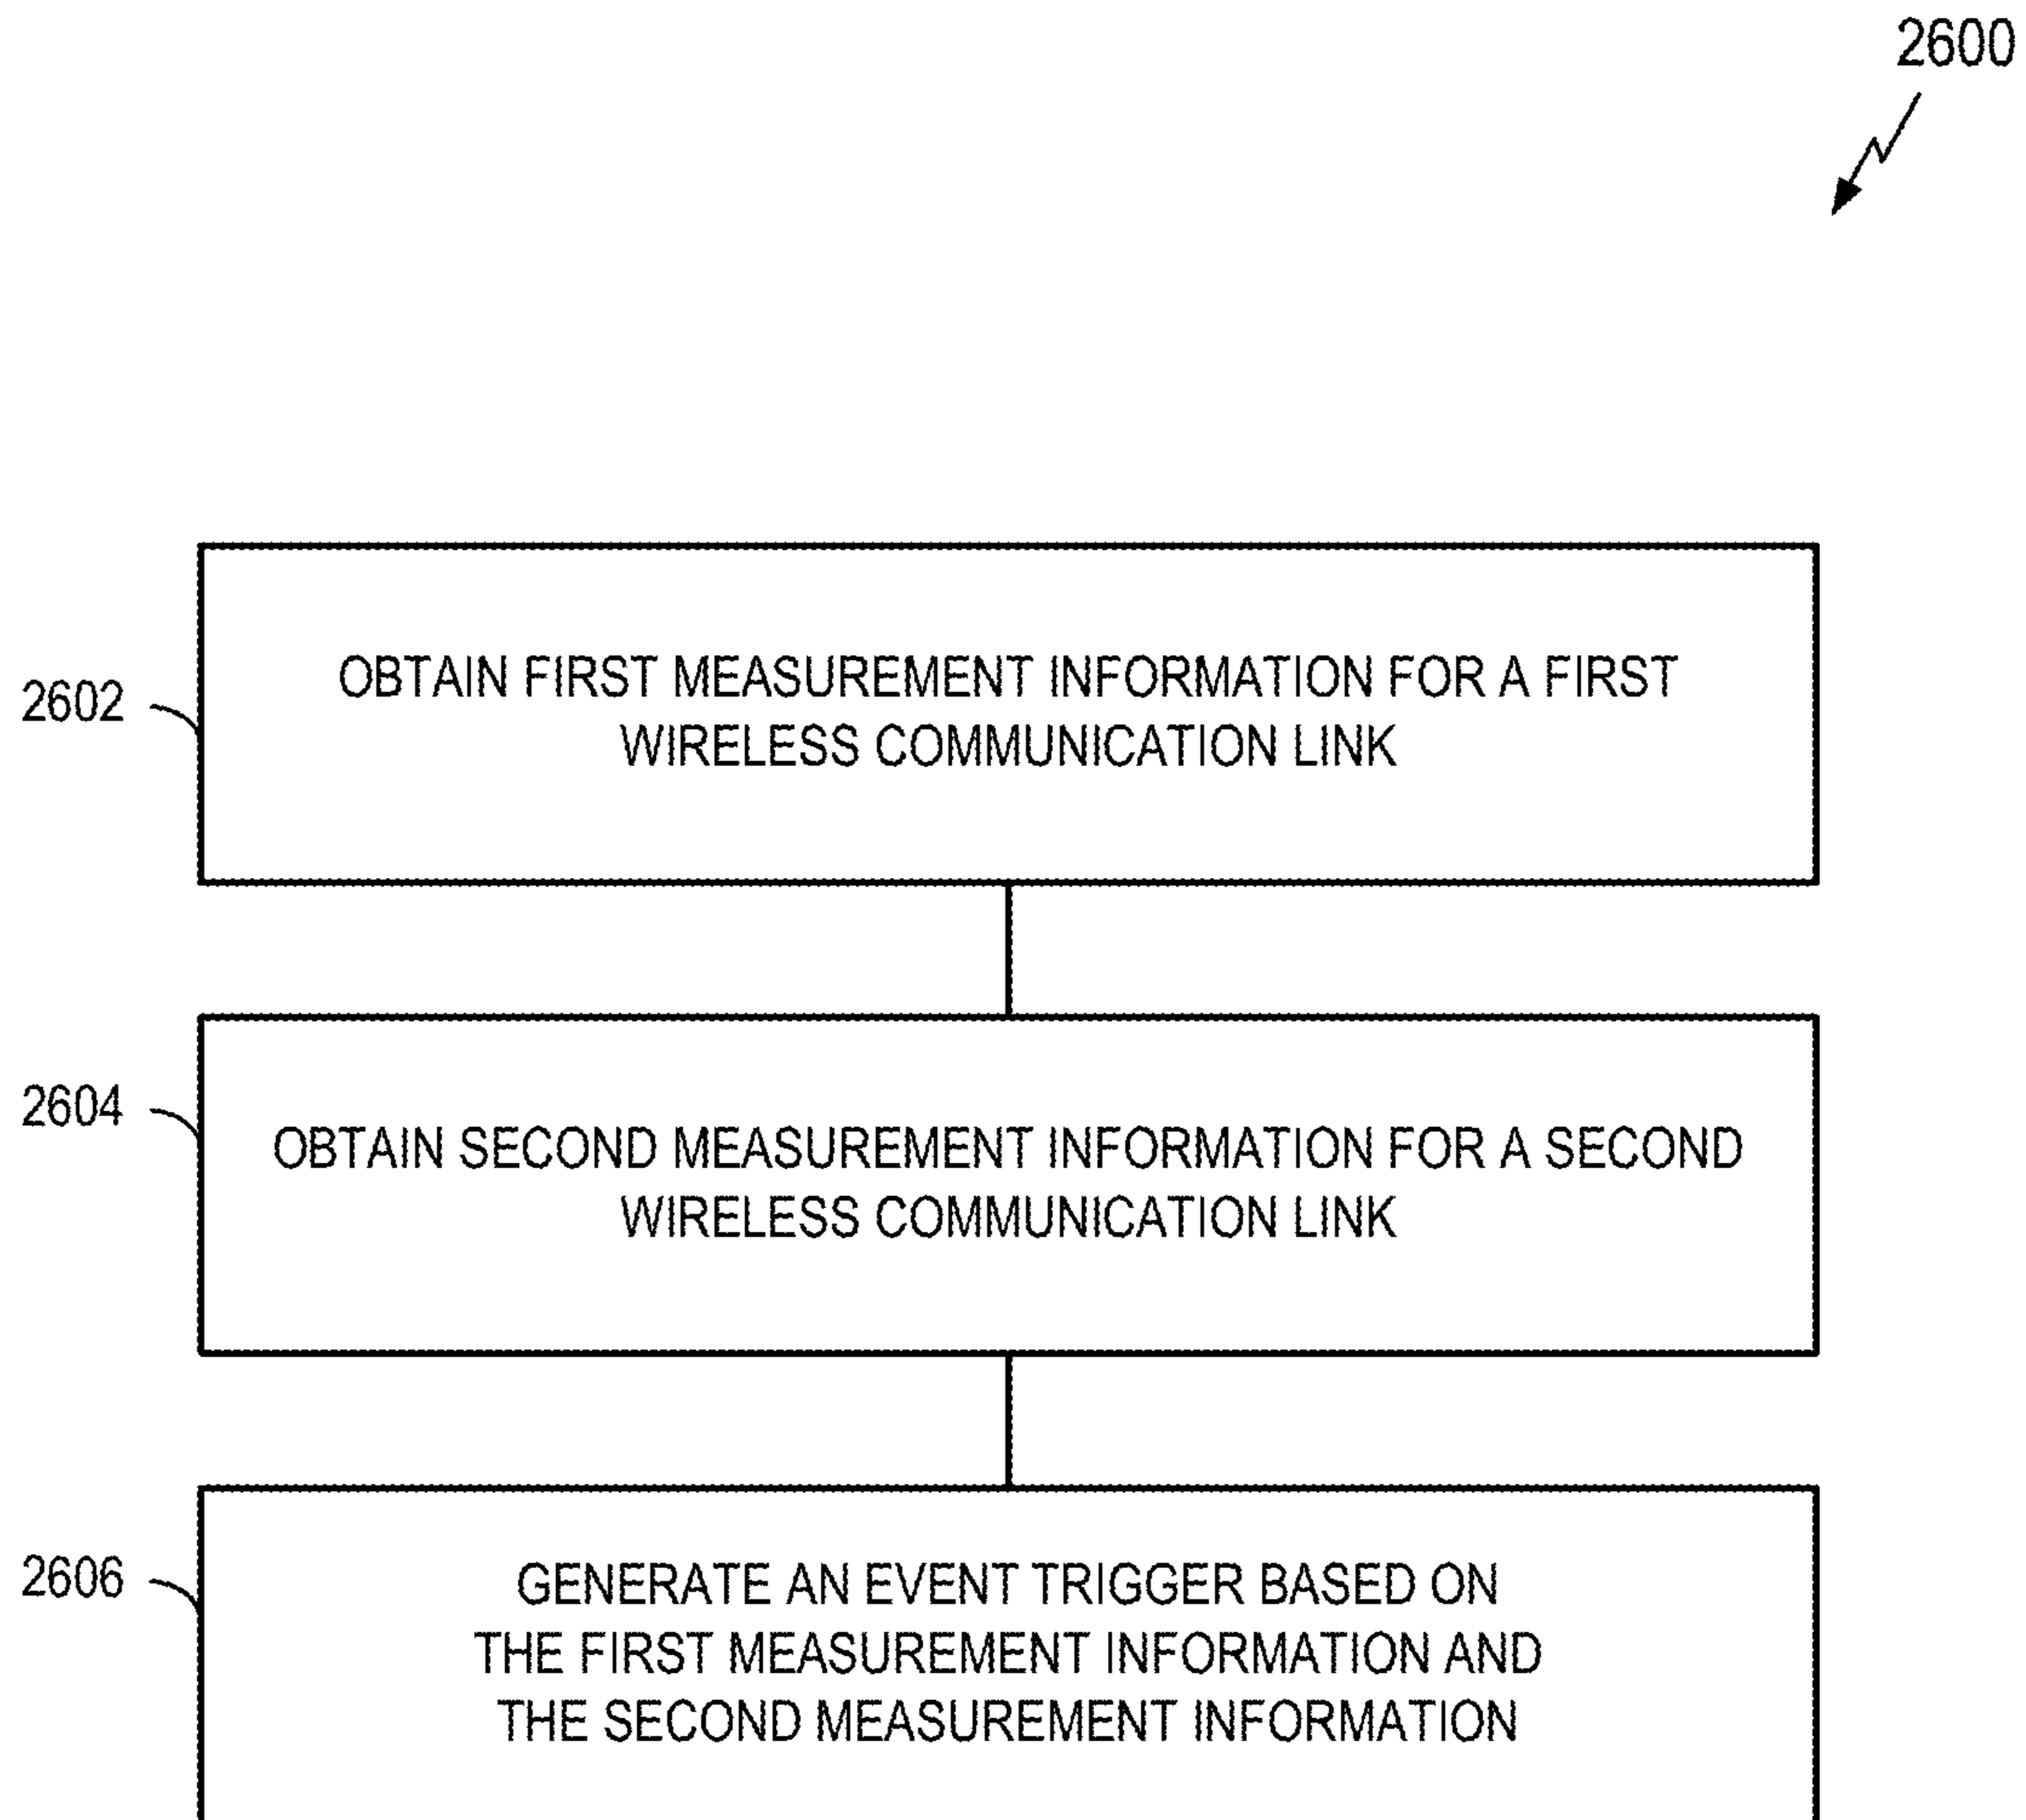 2600
2602
OBTAIN FIRST MEASUREMENT INFORMATION FOR A FIRST
WIRELESS COMMUNICATION LINK
2604
OBTAIN SECOND MEASUREMENT INFORMATION FOR A SECOND
WIRELESS COMMUNICATION LINK
2606
GENERATE AN EVENT TRIGGER BASED ON
THE FIRST MEASUREMENT INFORMATION AND
THE SECOND MEASUREMENT INFORMATION